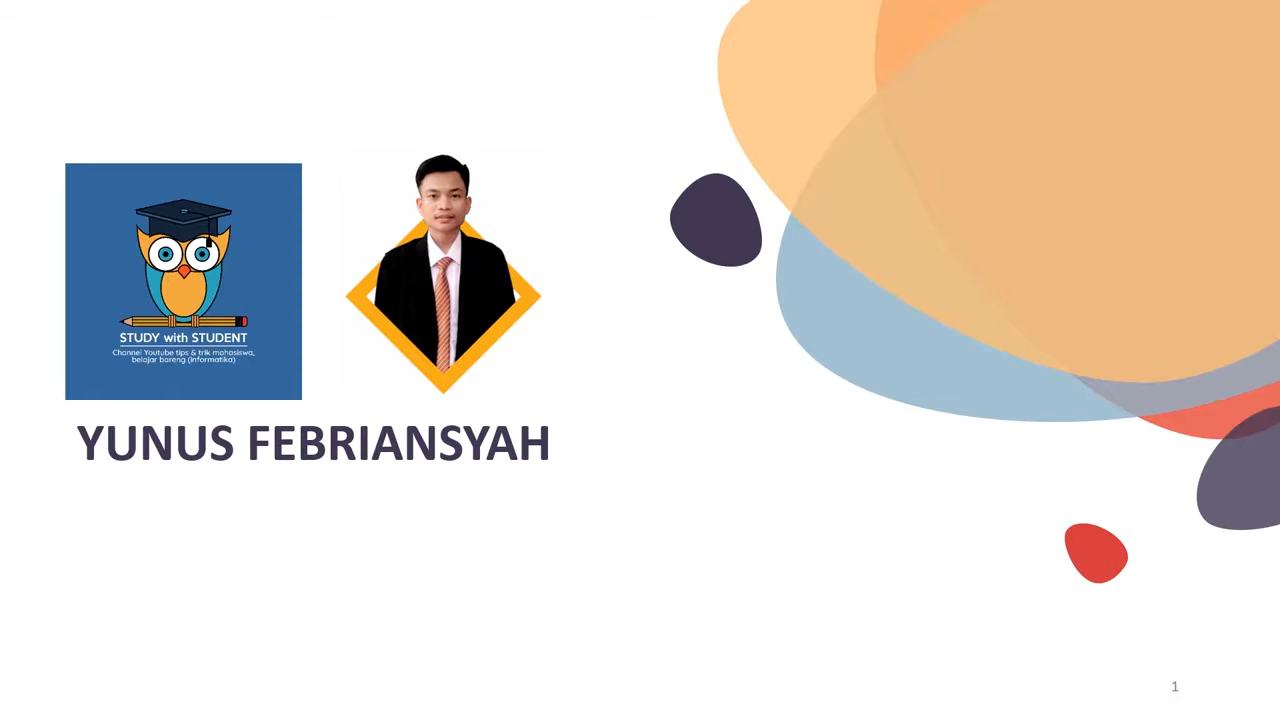 STUDY with STUDENT
Channel Youtube tips & trik mahasiswa,
belajar bareng (informatika)
YUNUS FEBRIANSYAH
1